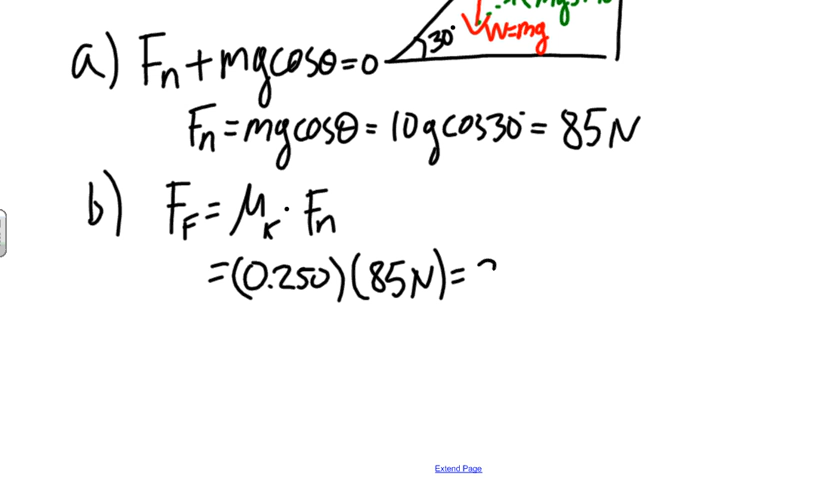 W=mg
30°
a) Fn + mgcosθ = 0
Fn = mgcosθ = 10gcos30° = 85N
b) FF = μK · Fn
= (0.250)(85N) =
Extend Page